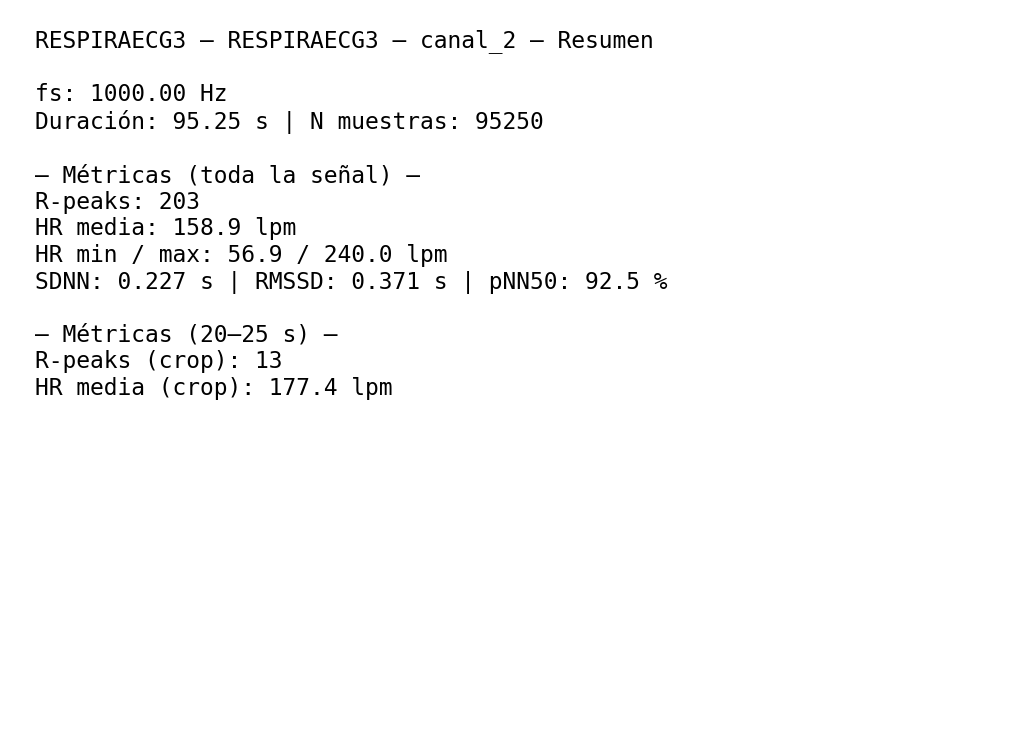 RESPIRAECG3 — RESPIRAECG3 — canal_2 — Resumen
fs: 1000.00 Hz
Duración: 95.25 s | N muestras: 95250
— Métricas (toda la señal) —
R-peaks: 203
HR media: 158.9 lpm
HR min / max: 56.9 / 240.0 lpm
SDNN: 0.227 s | RMSSD: 0.371 s | pNN50: 92.5 %
— Métricas (20–25 s) —
R-peaks (crop): 13
HR media (crop): 177.4 lpm